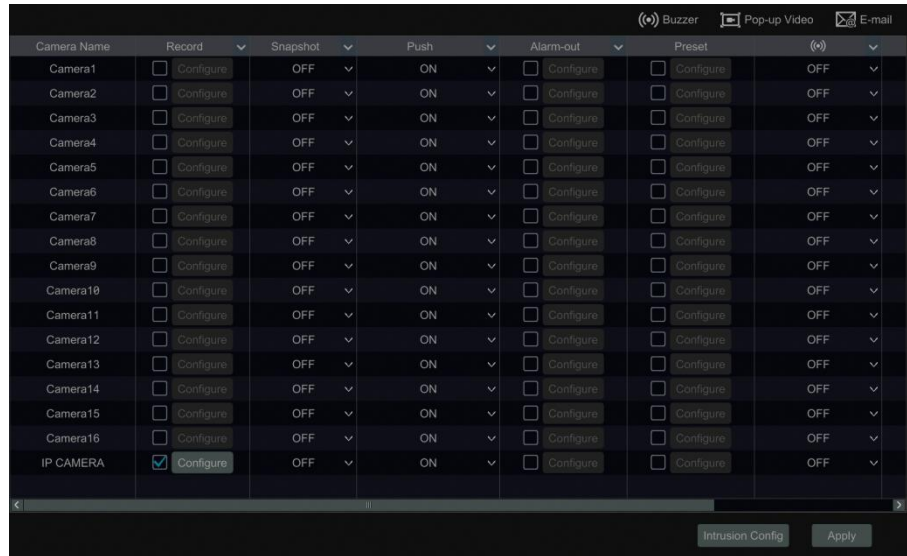 Buzzer Pop-up Video E-mail
Camera Name Record Snapshot Push Alarm-out Preset
Camera1 Configure OFF ON Configure Configure OFF
Camera2 Configure OFF ON Configure Configure OFF
Camera3 Configure OFF ON Configure Configure OFF
Camera4 Configure OFF ON Configure Configure OFF
Camera5 Configure OFF ON Configure Configure OFF
Camera6 Configure OFF ON Configure Configure OFF
Camera7 Configure OFF ON Configure Configure OFF
Camera8 Configure OFF ON Configure Configure OFF
Camera9 Configure OFF ON Configure Configure OFF
Camera10 Configure OFF ON Configure Configure OFF
Camera11 Configure OFF ON Configure Configure OFF
Camera12 Configure OFF ON Configure Configure OFF
Camera13 Configure OFF ON Configure Configure OFF
Camera14 Configure OFF ON Configure Configure OFF
Camera15 Configure OFF ON Configure Configure OFF
Camera16 Configure OFF ON Configure Configure OFF
IP CAMERA Configure OFF ON Configure Configure OFF
Intrusion Config Apply